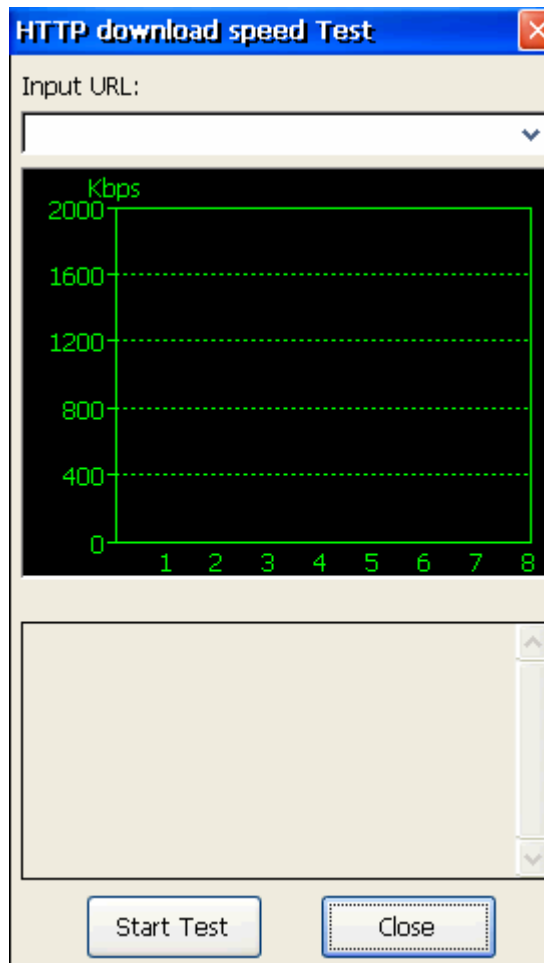 HTTP download speed Test
Input URL:
Kbps
2000
1600
1200
800
400
0
1 2 3 4 5 6 7 8
Start Test
Close